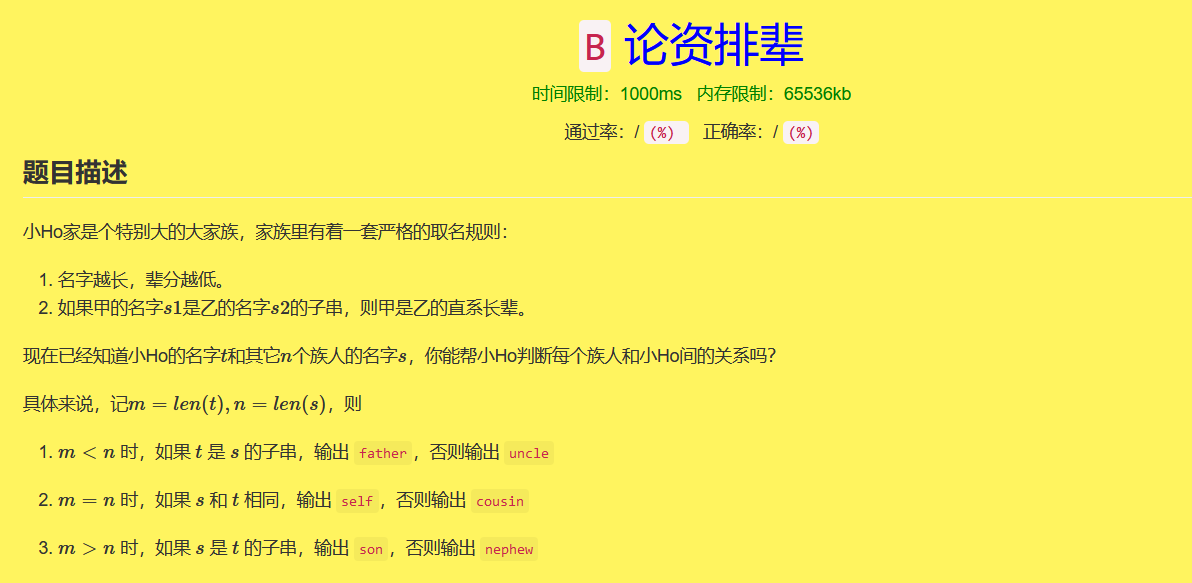 B 论资排辈
时间限制：1000ms 内存限制：65536kb
通过率：/ (%) 正确率：/ (%)
题目描述
小Ho家是个特别大的大家族，家族里有着一套严格的取名规则：
1. 名字越长，辈分越低。
2. 如果甲的名字s1是乙的名字s2的子串，则甲是乙的直系长辈。
现在已经知道小Ho的名字t和其它n个族人的名字s，你能帮小Ho判断每个族人和小Ho间的关系吗？
具体来说，记m = len(t), n = len(s)，则
1. m < n 时，如果 t 是 s 的子串，输出 father，否则输出 uncle
2. m = n 时，如果 s 和 t 相同，输出 self，否则输出 cousin
3. m > n 时，如果 s 是 t 的子串，输出 son，否则输出 nephew